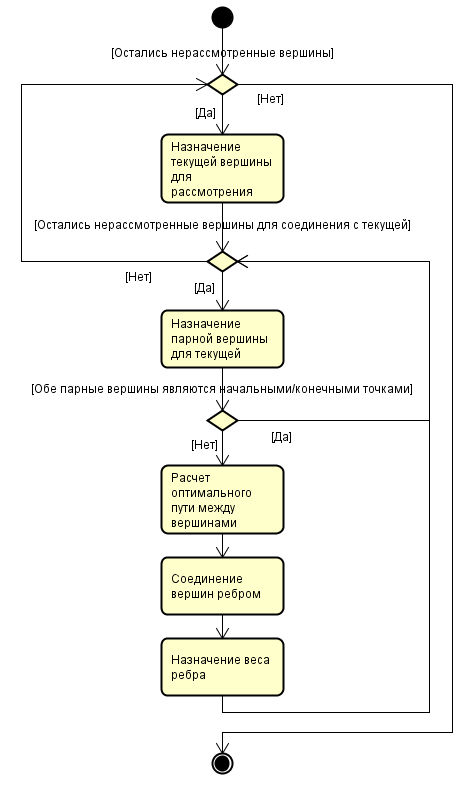 [Остались нерассмотренные вершины]
[Нет]
[Да]
Назначение
текущей вершины
для
рассмотрения
[Остались нерассмотренные вершины для соединения с текущей]
[Нет]
[Да]
Назначение
парной вершины
для текущей
[Обе парные вершины являются начальными/конечными точками]
[Да]
[Нет]
Расчет
оптимального
пути между
вершинами
Соединение
вершин ребром
Назначение веса
ребра